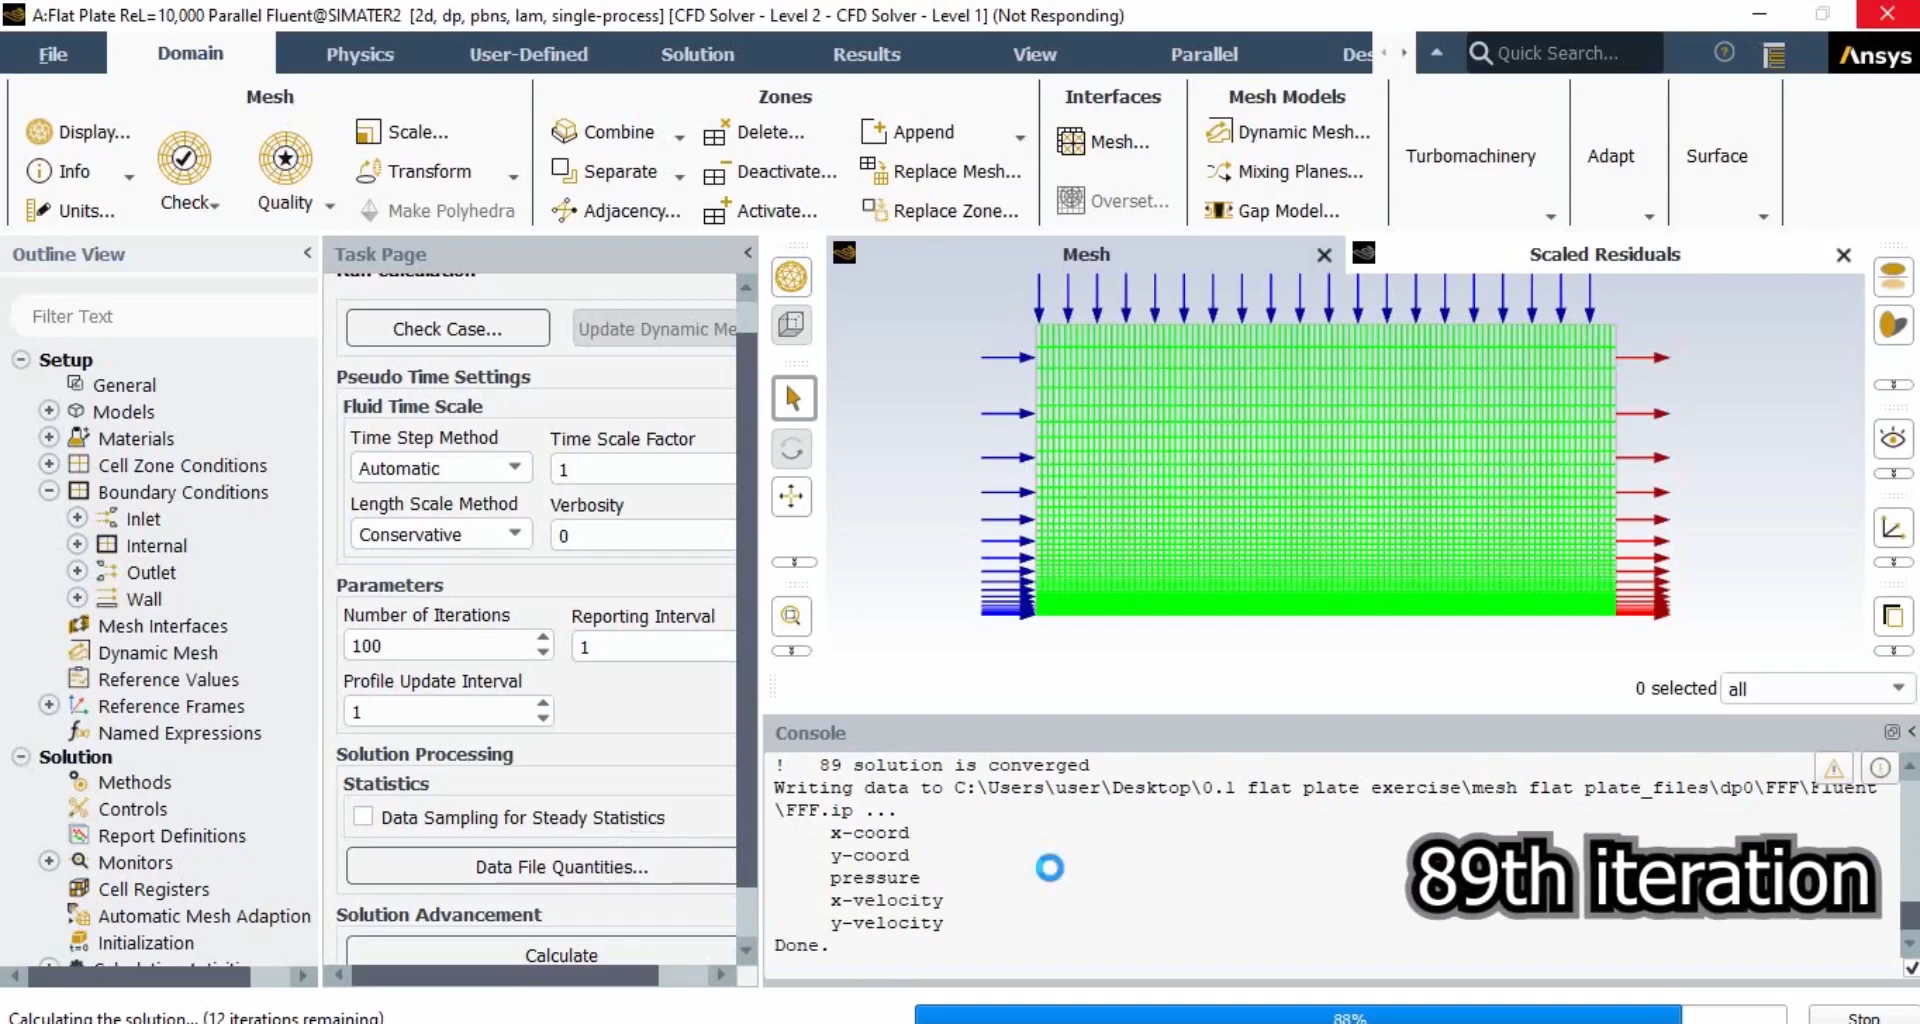 A:Flat Plate ReL=10,000 Parallel Fluent@SIMATER2 [2d, dp, pbns, lam, single-process] [CFD Solver - Level 2 - CFD Solver - Level 1] (Not Responding)
File Domain Physics User-Defined Solution Results View Parallel Des Quick Search... Ansys
Mesh Zones Interfaces Mesh Models
Display... Scale... Combine Delete... Append Mesh... Dynamic Mesh...
Turbomachinery Adapt Surface
Info Transform Separate Deactivate... Replace Mesh... Mixing Planes...
Check Quality Overset...
Units... Make Polyhedra Adjacency... Activate... Replace Zone... Gap Model...
Outline View
Filter Text
Setup
General
Models
Materials
Cell Zone Conditions
Boundary Conditions
Inlet
Internal
Outlet
Wall
Mesh Interfaces
Dynamic Mesh
Reference Values
Reference Frames
Named Expressions
Solution
Methods
Controls
Report Definitions
Monitors
Cell Registers
Automatic Mesh Adaption
Initialization
Task Page
Run Calculation
Check Case... Update Dynamic Me
Pseudo Time Settings
Fluid Time Scale
Time Step Method Time Scale Factor
Automatic 1
Length Scale Method Verbosity
Conservative 0
Parameters
Number of Iterations Reporting Interval
100 1
Profile Update Interval
1
Solution Processing
Statistics
Data Sampling for Steady Statistics
Data File Quantities...
Solution Advancement
Calculate
Mesh Scaled Residuals
0 selected all
Console
! 89 solution is converged
Writing data to C:\Users\user\Desktop\0.1 flat plate exercise\mesh flat plate_files\dp0\FFF\Fluent
\FFF.ip ...
x-coord
y-coord
pressure
x-velocity
y-velocity
Done.
89th iteration
Calculating the solution... (12 iterations remaining) 88% Stop